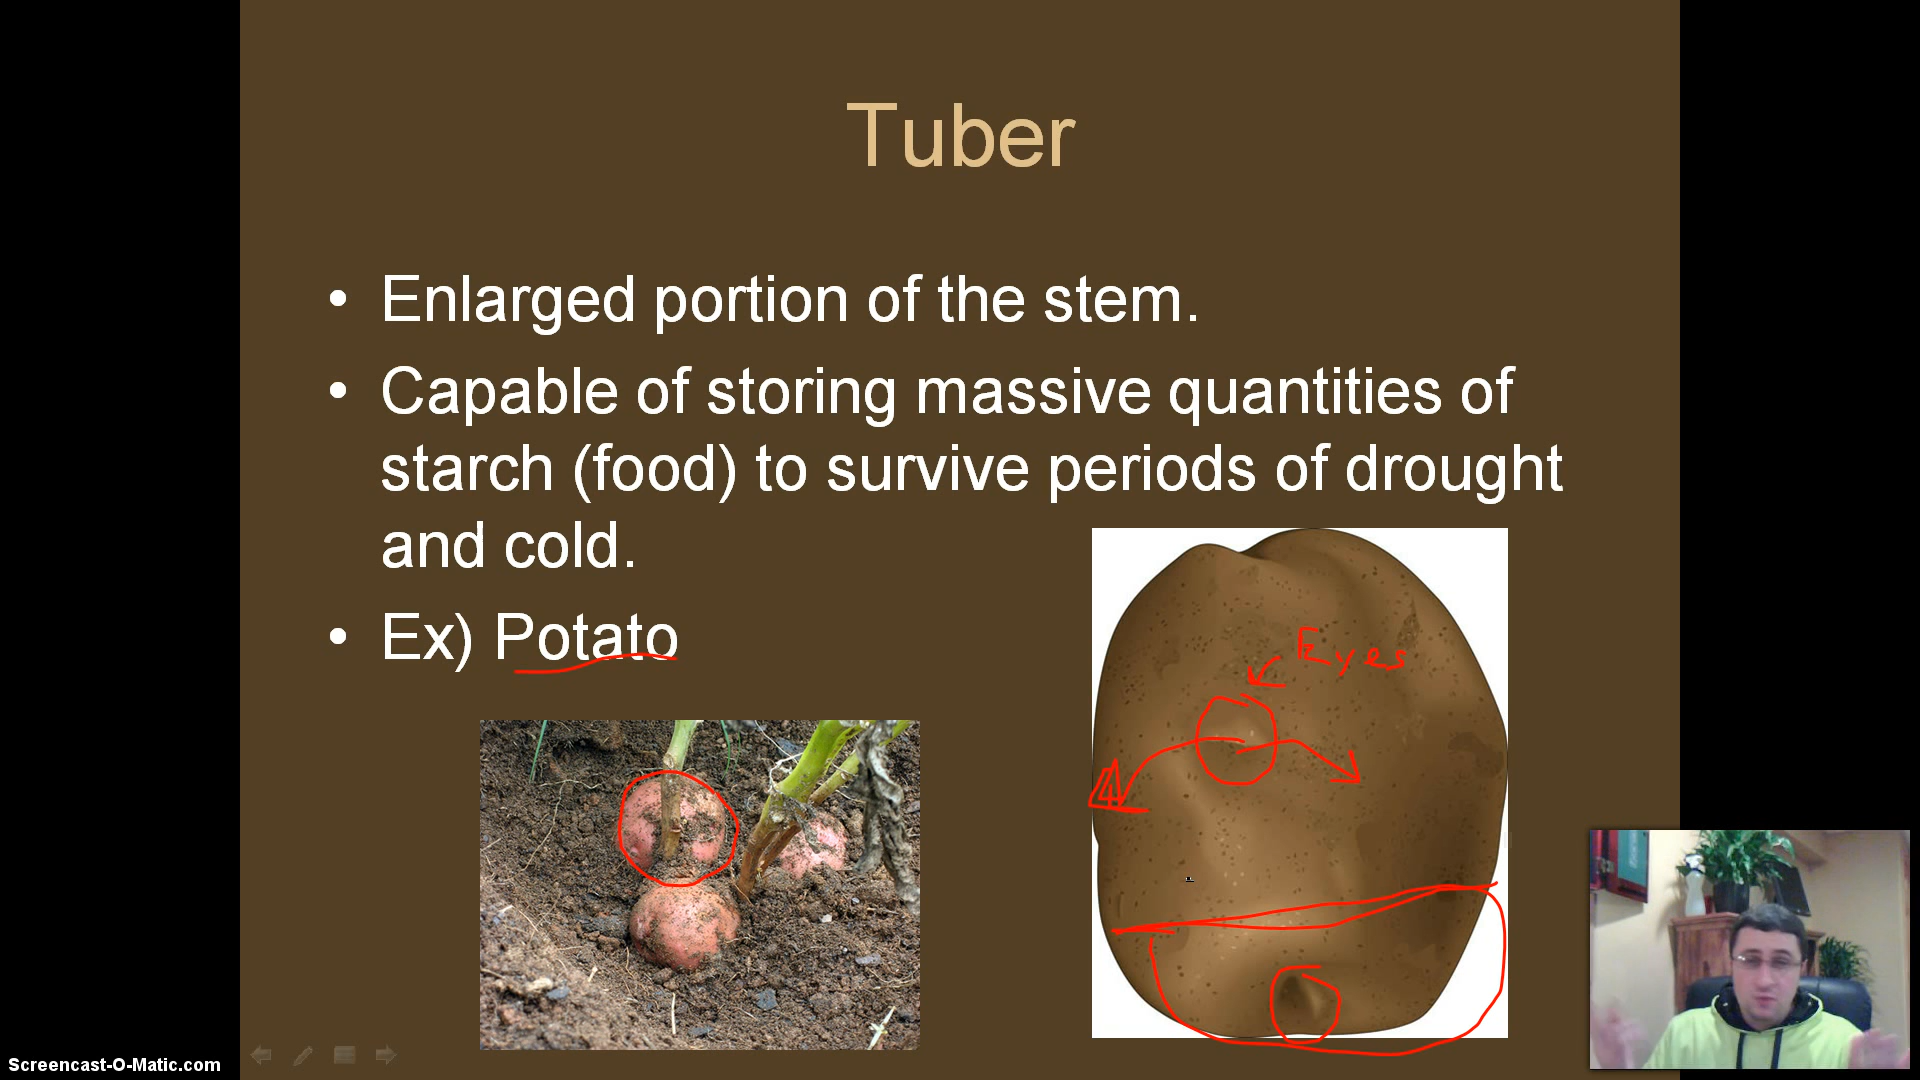 Tuber
• Enlarged portion of the stem.
• Capable of storing massive quantities of
starch (food) to survive periods of drought
and cold.
• Ex) Potato
Eyes
Screencast-O-Matic.com